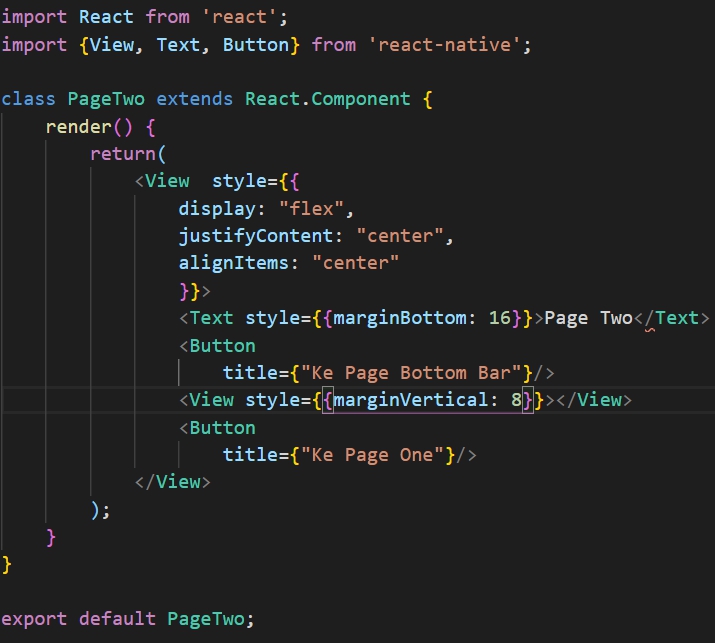 import React from 'react';
import {View, Text, Button} from 'react-native';

class PageTwo extends React.Component {
    render() {
        return(
            <View  style={{
                display: "flex",
                justifyContent: "center",
                alignItems: "center"
                }}>
                <Text style={{marginBottom: 16}}>Page Two</Text>
                <Button
                    title={"Ke Page Bottom Bar"}/>
                <View style={{marginVertical: 8}}></View>
                <Button
                    title={"Ke Page One"}/>
            </View>
        );
    }
}

export default PageTwo;